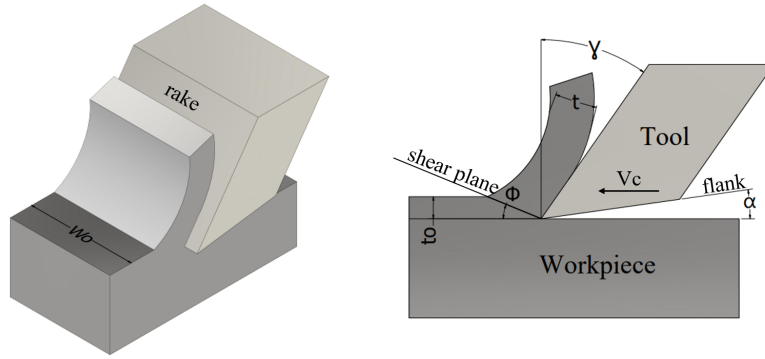 rake
Wo
γ
t
shear plane
Φ
to
Tool
Vc
flank
α
Workpiece